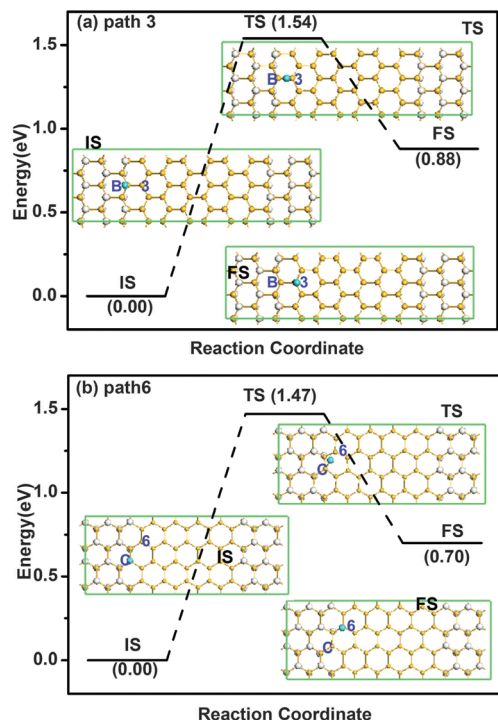 (a) path 3
TS (1.54)
TS
1.5
B 3
FS
(0.88)
IS
1.0
Energy(eV)
B 3
0.5
FS
B 3
IS
0.0
(0.00)
Reaction Coordinate
(b) path6
TS (1.47)
TS
1.5
6
C
FS
(0.70)
1.0
Energy(eV)
6
C
IS
0.5
FS
6
C
IS
0.0
(0.00)
Reaction Coordinate